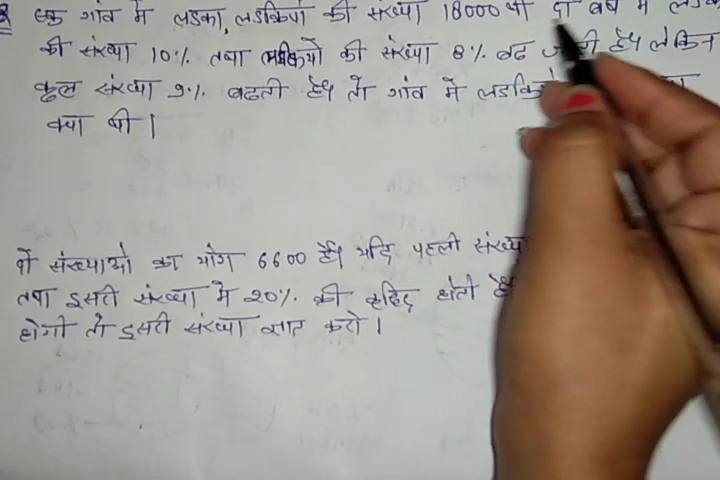 एक गांव में लडका, लडकियो की संख्या 18000 थी दो वर्ष में
की संख्या 10% तथा लडकियो की संख्या 8% बढ है। लेकिन
कुल संख्या 9% बढती है। तो गांव में
क्या थी।
दो संख्याओ का योग 6600 है। यदि पहली संख्या
तथा दुसरी संख्या में 20% की वृद्धि होती है
होगी तो दुसरी संख्या ज्ञात करो।